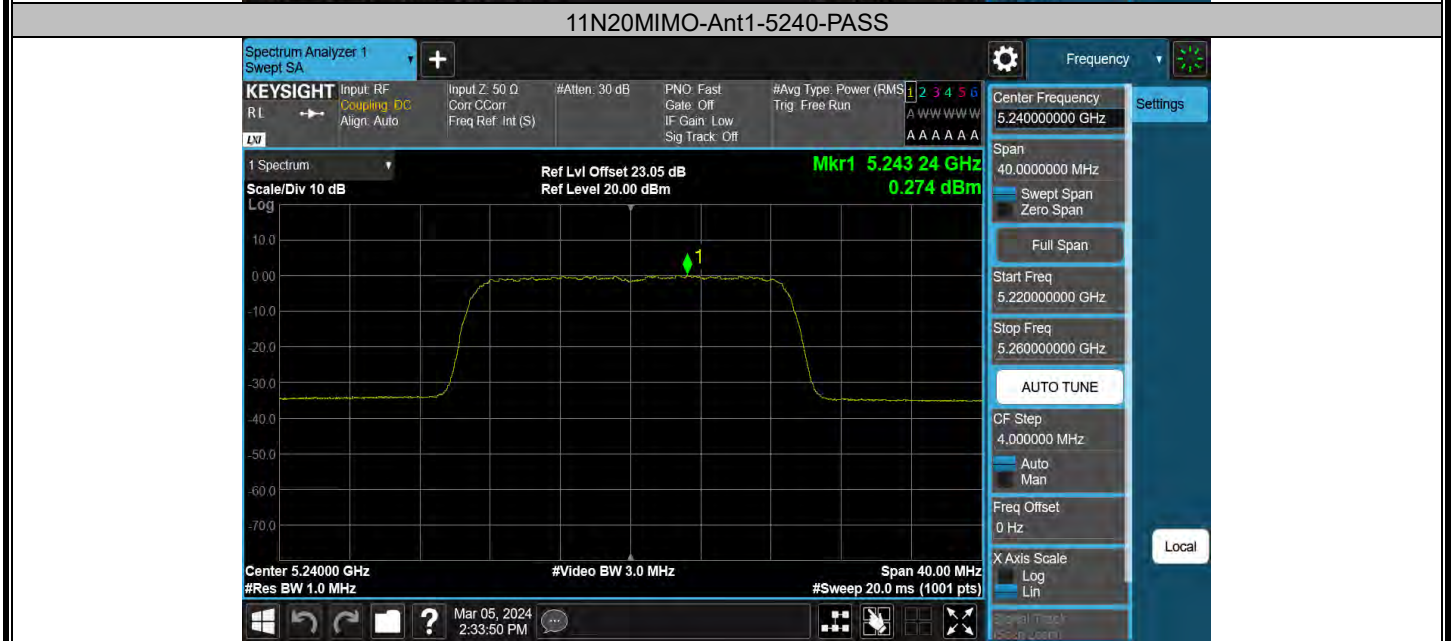 11N20MIMO-Ant1-5240-PASS
Spectrum Analyzer 1
Swept SA
+
Frequency
KEYSIGHT
RL
LXI
Input: RF
Coupling: DC
Align: Auto
Input Z: 50 Ω
Corr CCorr
Freq Ref: Int (S)
#Atten: 30 dB
PNO: Fast
Gate: Off
IF Gain: Low
Sig Track: Off
#Avg Type: Power (RMS
Trig: Free Run
1 2 3 4 5 6
A W W W W W
A A A A A A
Center Frequency
5.240000000 GHz
Settings
Span
40.0000000 MHz
Swept Span
Zero Span
Full Span
Start Freq
5.220000000 GHz
Stop Freq
5.260000000 GHz
AUTO TUNE
CF Step
4.000000 MHz
Auto
Man
Freq Offset
0 Hz
X Axis Scale
Log
Lin
Signal Track
(Span Zoom)
Local
1 Spectrum
Scale/Div 10 dB
Log
Ref Lvl Offset 23.05 dB
Ref Level 20.00 dBm
Mkr1 5.243 24 GHz
0.274 dBm
1
10.0
0.00
-10.0
-20.0
-30.0
-40.0
-50.0
-60.0
-70.0
Center 5.24000 GHz
#Video BW 3.0 MHz
Span 40.00 MHz
#Res BW 1.0 MHz
#Sweep 20.0 ms (1001 pts)
?
Mar 05, 2024
2:33:50 PM